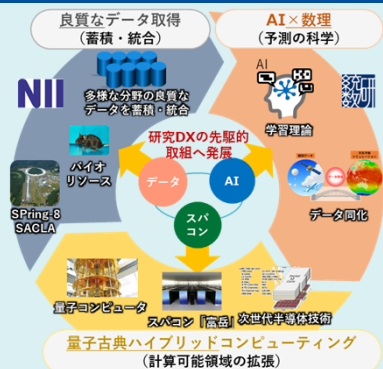 良質なデータ取得
(蓄積・統合)
AI×数理
(予測の科学)
NII
多様な分野の良質な
データを蓄積・統合
AI
統数研
学習理論
研究DXの先駆的
取組へ発展
バイオ
リソース
データ
AI
スパ
コン
SPring-8
SACLA
データ同化
量子コンピュータ
スパコン『富岳』
次世代半導体技術
量子古典ハイブリッドコンピューティング
(計算可能領域の拡張)